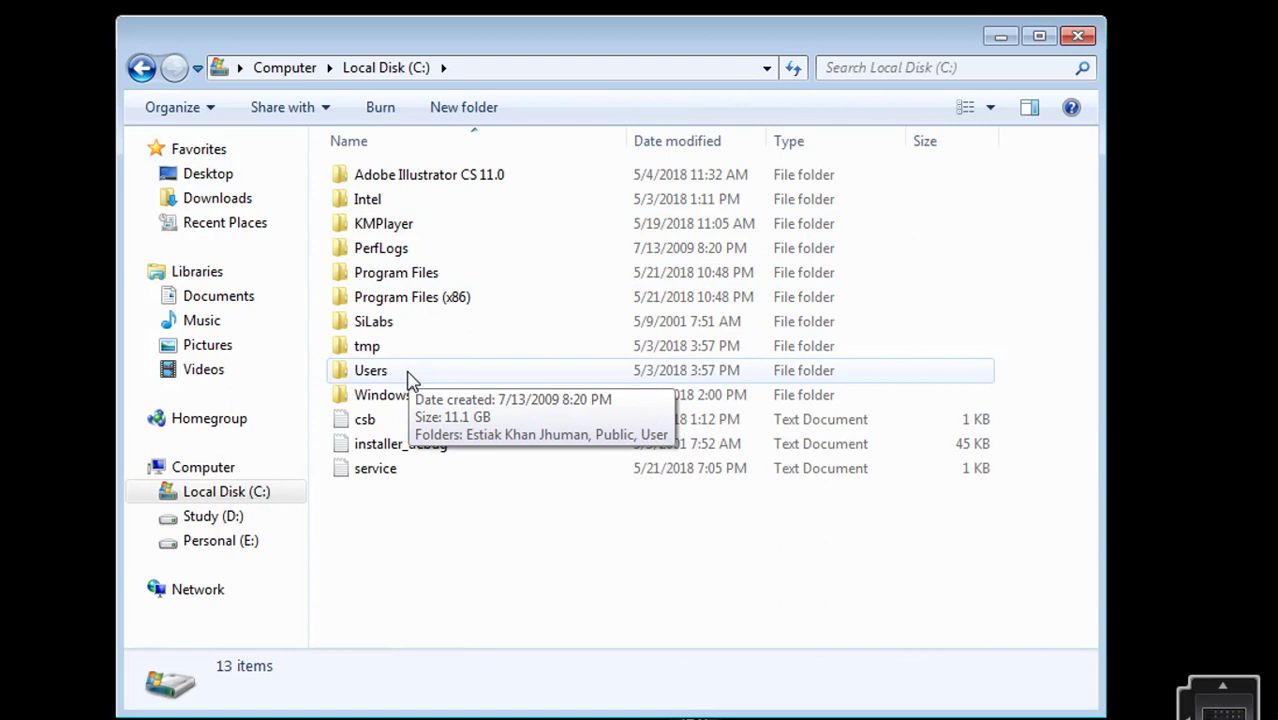 Computer Local Disk (C:) Search Local Disk (C:)
Organize Share with Burn New folder
Favorites
Desktop
Downloads
Recent Places
Libraries
Documents
Music
Pictures
Videos
Homegroup
Computer
Local Disk (C:)
Study (D:)
Personal (E:)
Network
Name Date modified Type Size
Adobe Illustrator CS 11.0 5/4/2018 11:32 AM File folder
Intel 5/3/2018 1:11 PM File folder
KMPlayer 5/19/2018 11:05 AM File folder
PerfLogs 7/13/2009 8:20 PM File folder
Program Files 5/21/2018 10:48 PM File folder
Program Files (x86) 5/21/2018 10:48 PM File folder
SiLabs 5/9/2001 7:51 AM File folder
tmp 5/3/2018 3:57 PM File folder
Users 5/3/2018 3:57 PM File folder
Windows 2:00 PM File folder
csb 1:12 PM Text Document 1 KB
installer_debug 7:52 AM Text Document 45 KB
service 5/21/2018 7:05 PM Text Document 1 KB
Date created: 7/13/2009 8:20 PM
Size: 11.1 GB
Folders: Estiak Khan Jhuman, Public, User
13 items